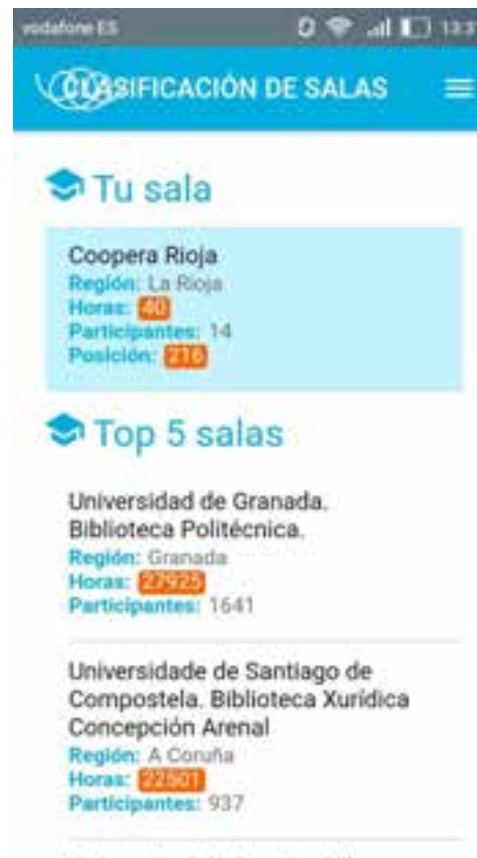 vodafone ES
13:3
CLASIFICACIÓN DE SALAS
Tu sala
Coopera Rioja
Región: La Rioja
Horas: 40
Participantes: 14
Posición: 216
Top 5 salas
Universidad de Granada.
Biblioteca Politécnica.
Región: Granada
Horas: 27925
Participantes: 1641
Universidade de Santiago de
Compostela. Biblioteca Xurídica
Concepción Arenal
Región: A Coruña
Horas: 22501
Participantes: 937